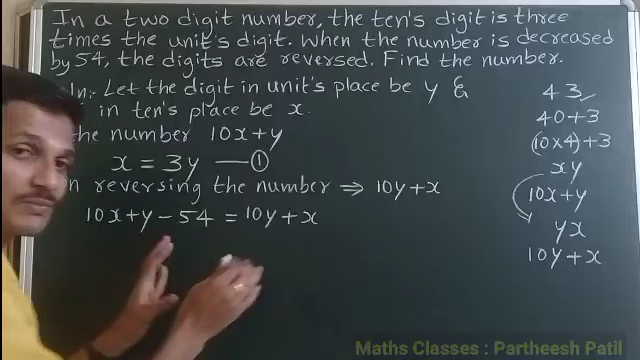 In a two digit number, the ten's digit is three
times the unit's digit. When the number is decreased
by 54, the digits are reversed. Find the number.
ln:- Let the digit in unit's place be y &
in ten's place be x.
the number 10x+y
x = 3y —①
n reversing the number ⇒ 10y+x
10x+y-54 = 10y+x
43
40+3
(10x4)+3
xy
10x+y
yx
10y+x
Maths Classes : Partheesh Patil